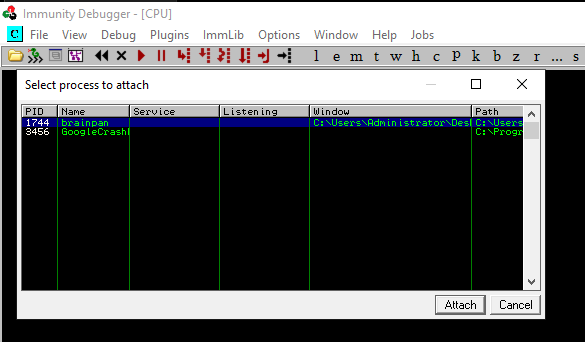 Immunity Debugger - [CPU]
C File View Debug Plugins ImmLib Options Window Help Jobs
l e m t w h c p k b z r ... s
Select process to attach
PID Name Service Listening Window Path
1744 brainpan C:\Users\Administrator\Des C:\Users
3456 GoogleCrashl C:\Progr
Attach Cancel